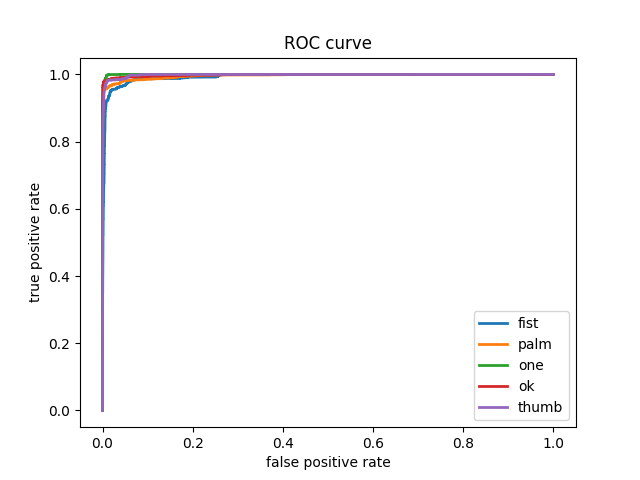 ROC curve
true positive rate
1.0
0.8
0.6
0.4
0.2
0.0
fist
palm
one
ok
thumb
0.0 0.2 0.4 0.6 0.8 1.0
false positive rate